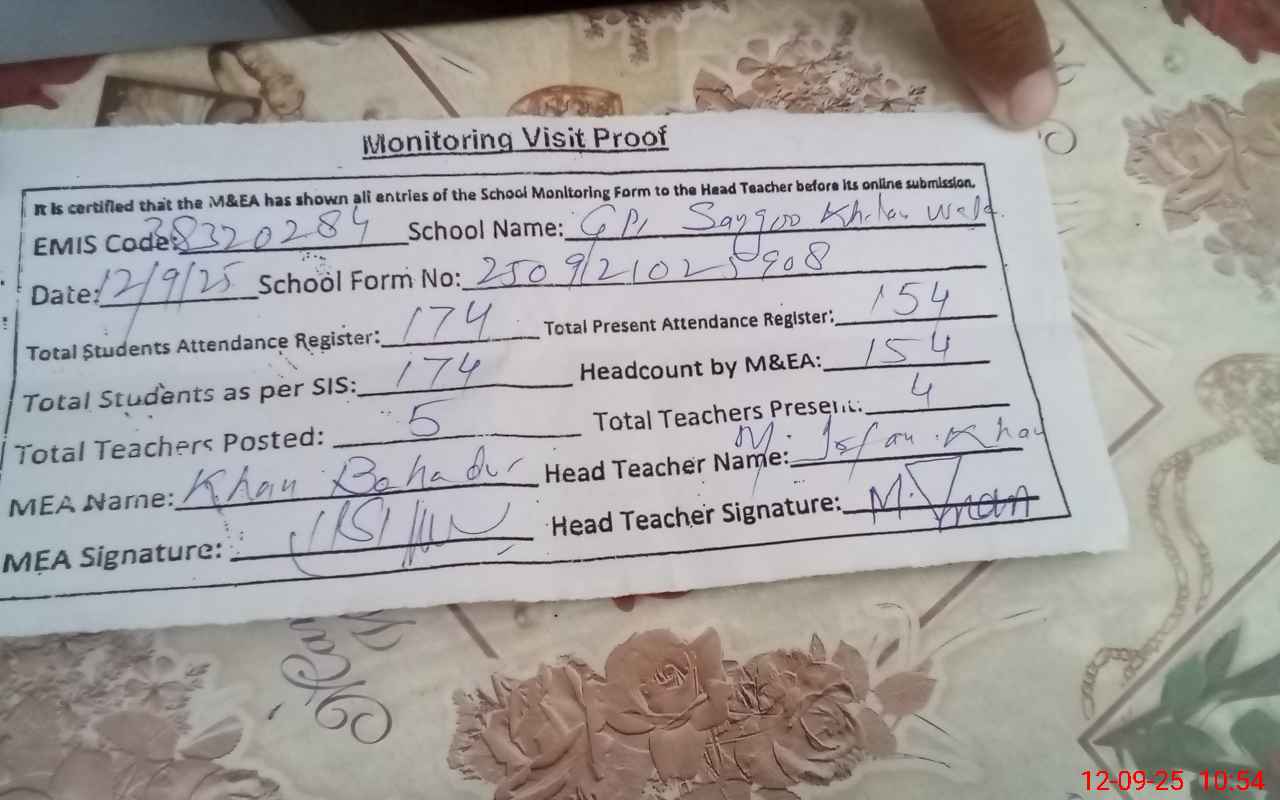 Monitoring Visit Proof
It is certified that the M&EA has shown all entries of the School Monitoring Form to the Head Teacher before its online submission.
EMIS Code: 38320284 School Name: GPS Saygoo Khelan Wala
Date: 12/9/25 School Form No: 2509121025908
Total Students Attendance Register: 174 Total Present Attendance Register: 154
Total Students as per SIS: 174 Headcount by M&EA: 154
Total Teachers Posted: 5 Total Teachers Present: 4
MEA Name: Khan Bahadur Head Teacher Name: M. Irfan Khan
MEA Signature: Head Teacher Signature: M. Irfan
12-09-25 10:54